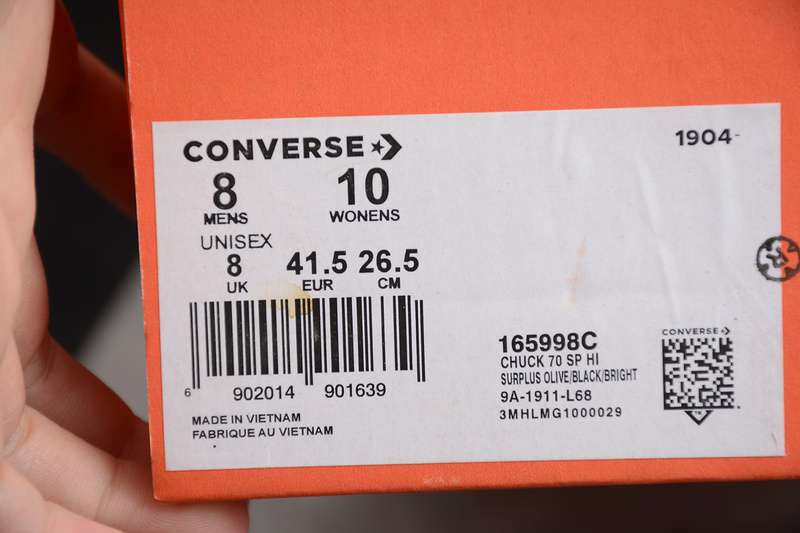 CONVERSE
1904-
8 10
MENS WONENS
UNISEX
8 41.5 26.5
UK EUR CM
6 902014 901639
MADE IN VIETNAM
FABRIQUE AU VIETNAM
165998C
CHUCK 70 SP HI
SURPLUS OLIVE/BLACK/BRIGHT
9A-1911-L68
3MHLMG1000029
CONVERSE
TM